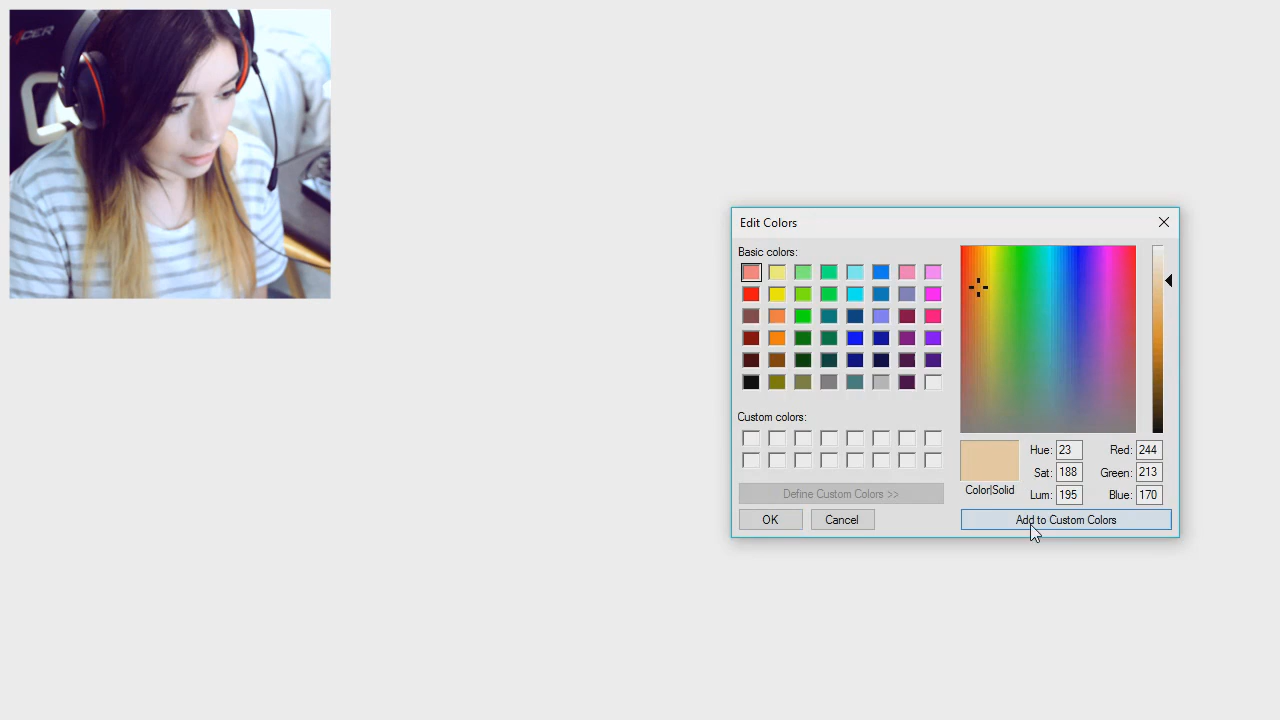 Edit Colors
Basic colors:
Custom colors:
Define Custom Colors >>
OK
Cancel
Hue: 23
Red: 244
Sat: 188
Green: 213
Color|Solid
Lum: 195
Blue: 170
Add to Custom Colors